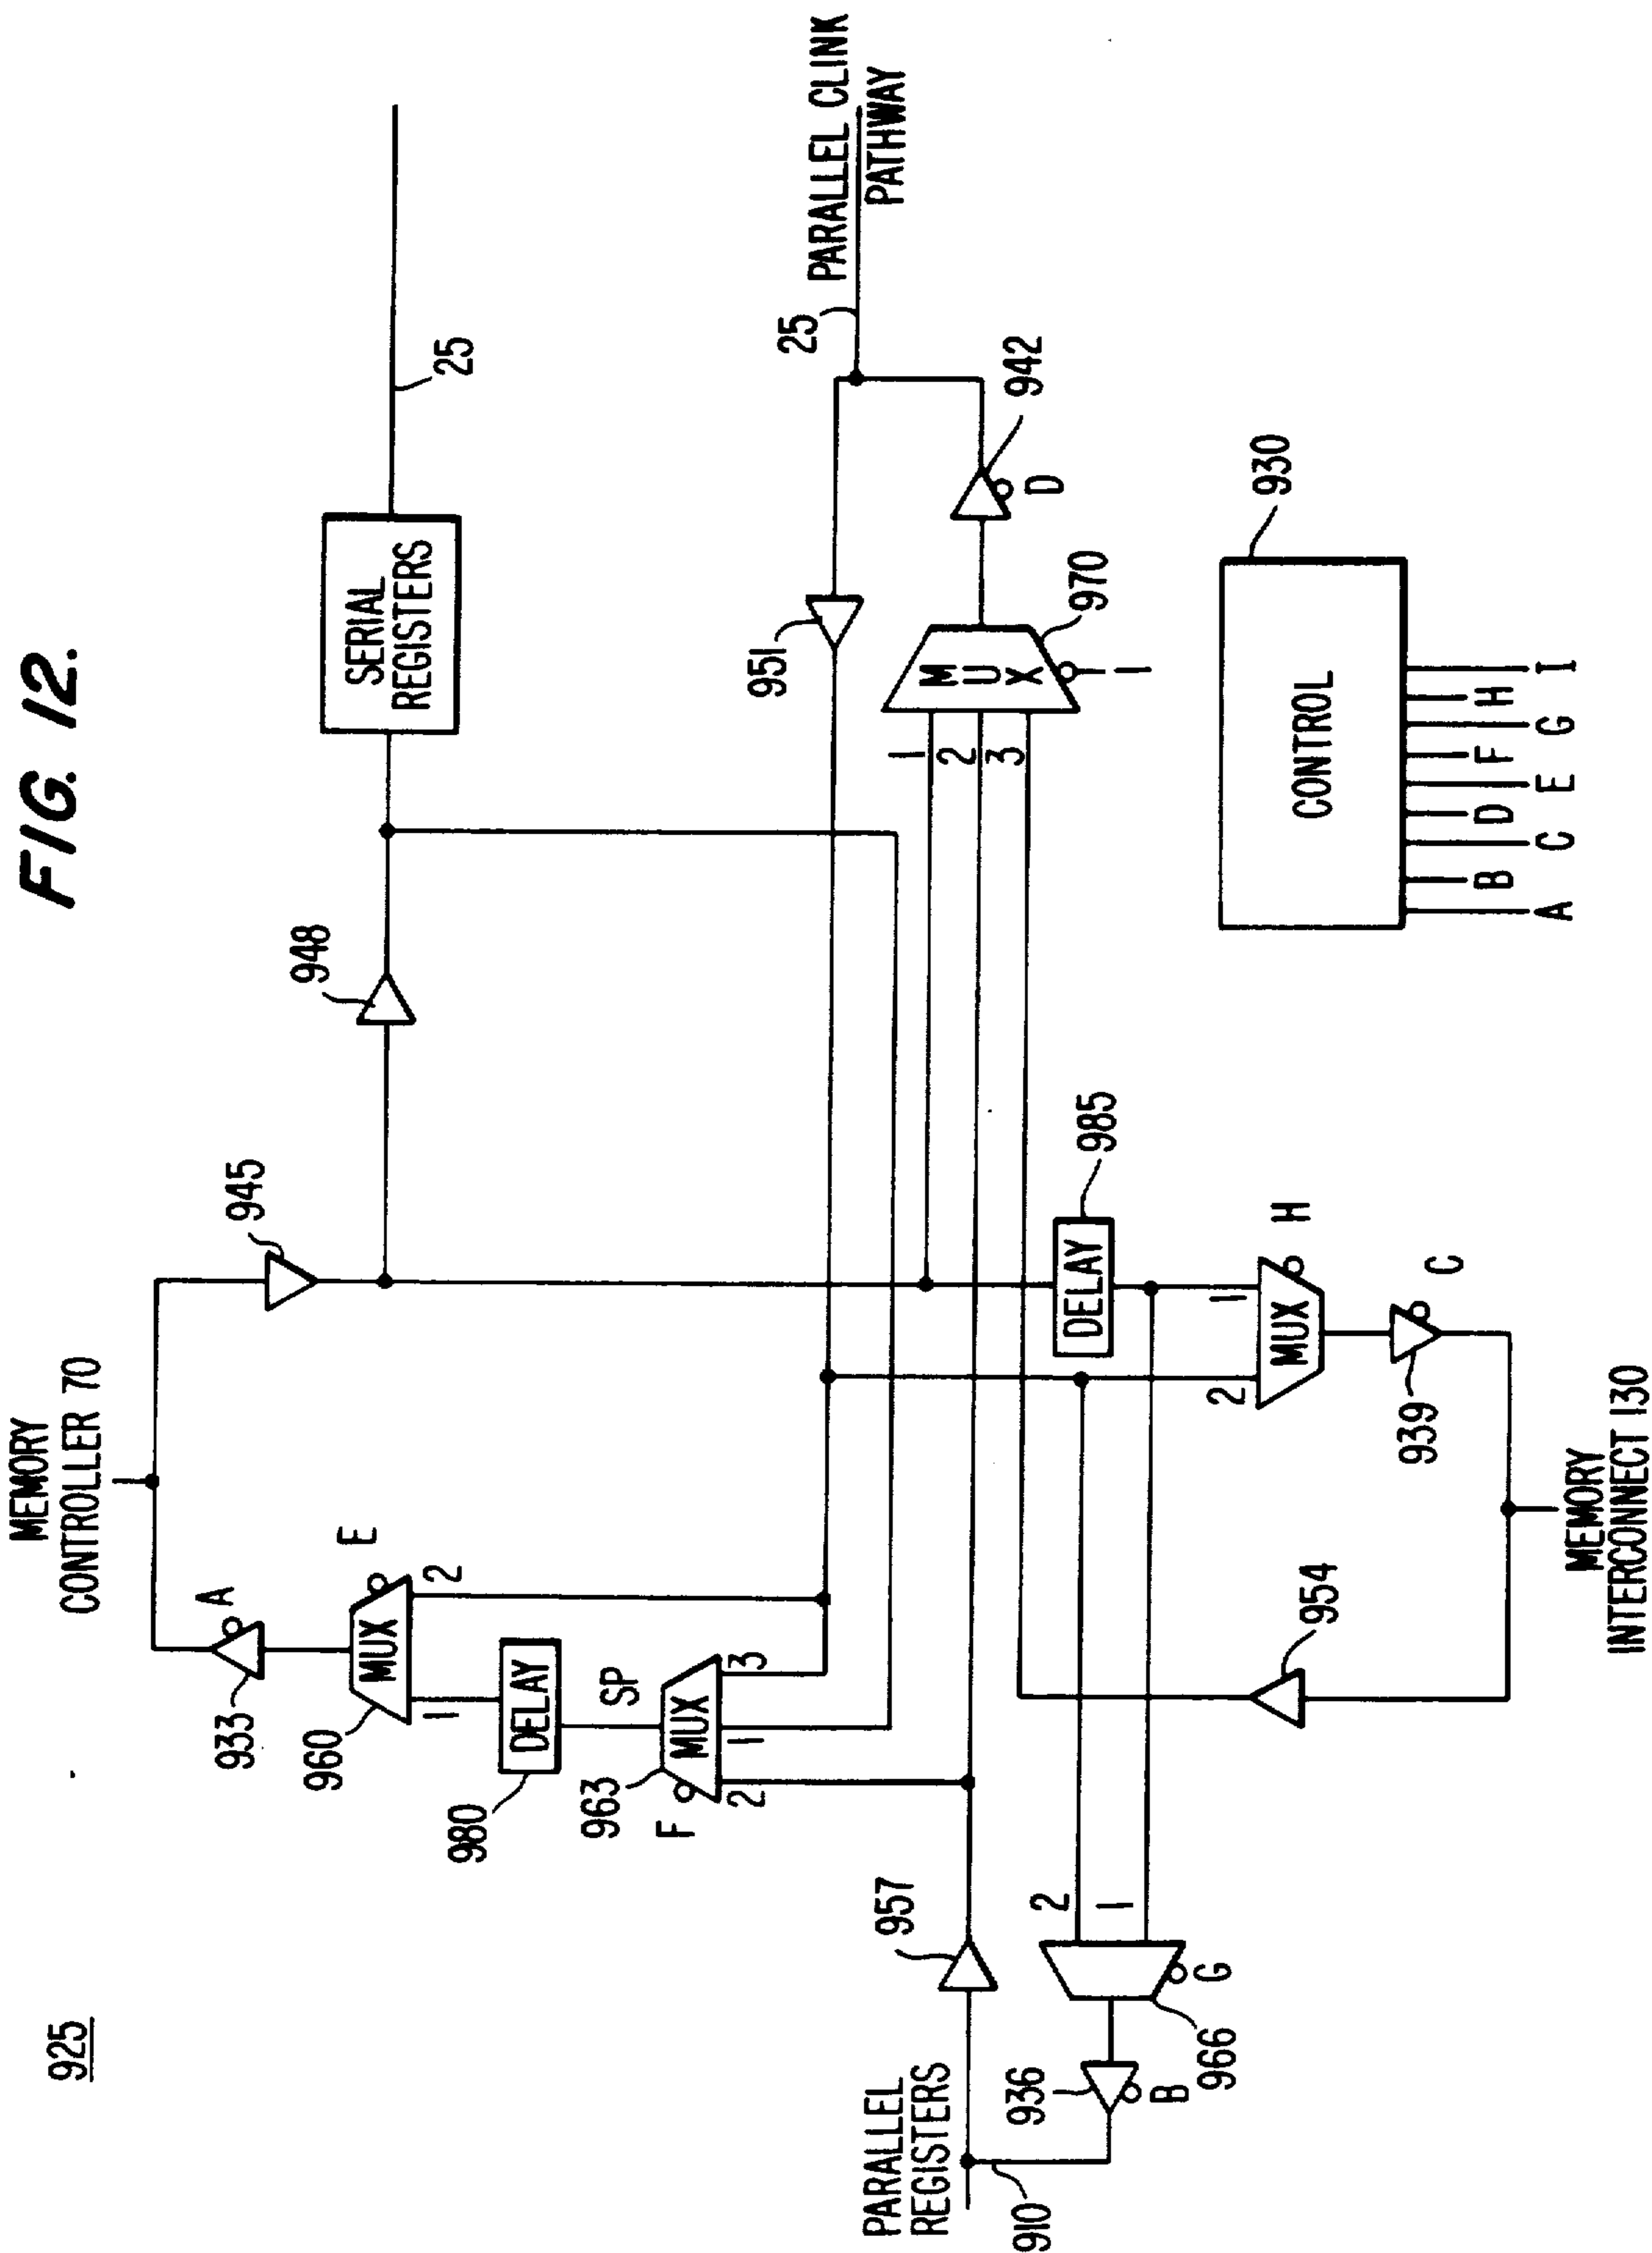 FIG. 12.
925
MEMORY
CONTROLLER 70
945
948
SERIAL
REGISTERS
25
A
933
E
MUX
960
1
2
DELAY
980
SP
MUX
963
F
2
1
3
951
25
PARALLEL CLINK
PATHWAY
942
D
MUX
970
I
1
2
3
PARALLEL
REGISTERS
957
910
936
B
966
G
2
1
DELAY
985
MUX
H
2
1
C
939
954
MEMORY
INTERCONNECT 130
CONTROL
930
A B C D E F G H I